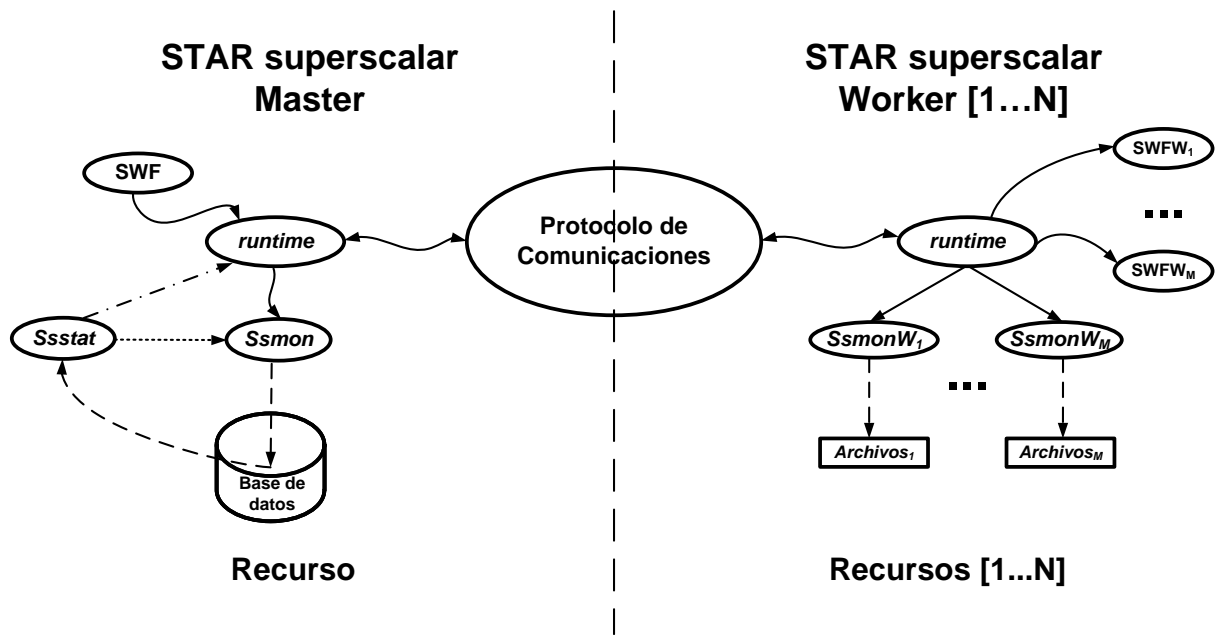 STAR superscalar
Master
STAR superscalar
Worker [1…N]
SWF
runtime
Protocolo de
Comunicaciones
runtime
SWFW₁
...
SWFWM
Ssstat
Ssmon
SsmonW₁
SsmonWM
...
Base de
datos
Archivos₁
ArchivosM
Recurso
Recursos [1...N]